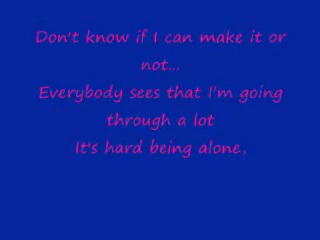 Don't know if I can make it or
not...
Everybody sees that I'm going
through a lot
It's hard being alone,